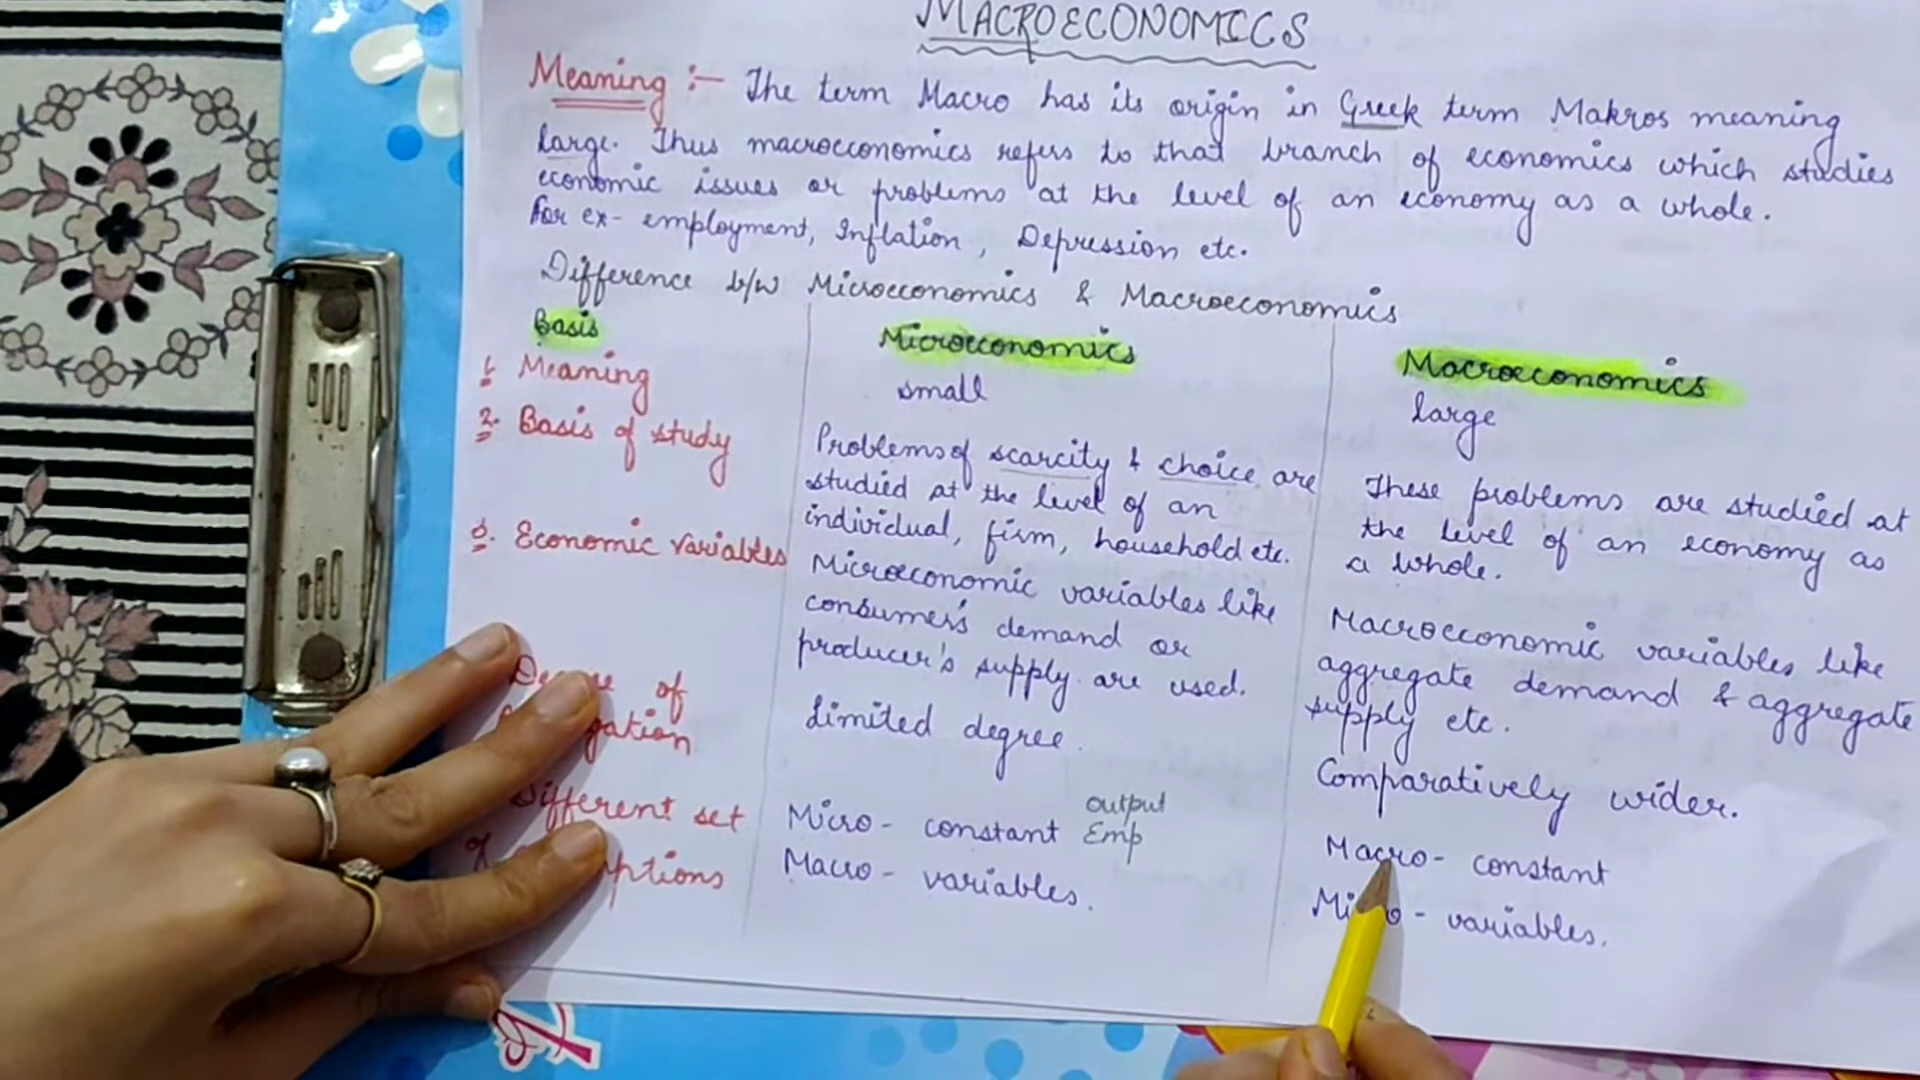 MACROECONOMICS
Meaning :- The term Macro has its origin in Greek term Makros meaning
large. Thus macroeconomics refers to that branch of economics which studies
economic issues or problems at the level of an economy as a whole.
For ex- employment, Inflation, Depression etc.
Difference b/w Microeconomics & Macroeconomics
Basis
Microeconomics
Macroeconomics
1. Meaning
small
large
2. Basis of study
Problems of scarcity & choice are
studied at the level of an
individual, firm, household etc.
These problems are studied at
the level of an economy as
a whole.
3. Economic variables
Microeconomic variables like
consumer's demand or
producer's supply are used.
Macroeconomic variables like
aggregate demand & aggregate
supply etc.
of
Limited degree.
Comparatively wider.
Different set
of
Micro - constant
output
Emp
Macro - variables.
Macro - constant
variables.